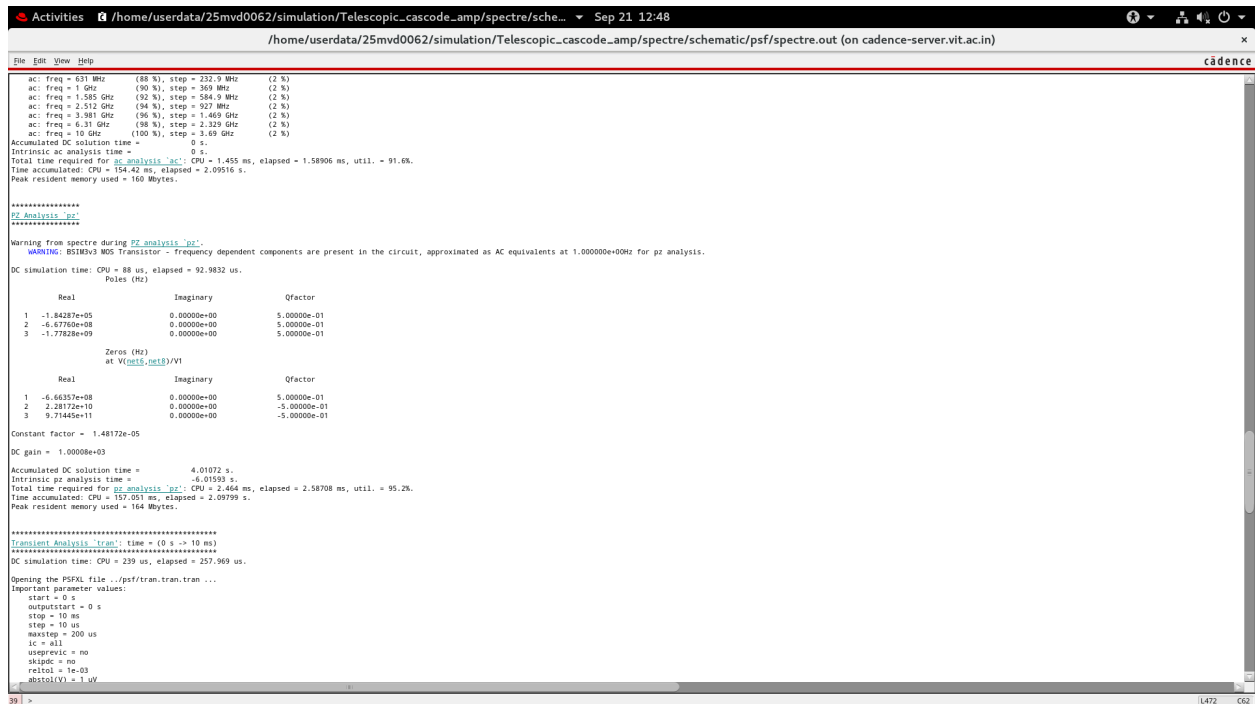 Activities /home/userdata/25mvd0062/simulation/Telescopic_cascode_amp/spectre/sche... Sep 21 12:48
/home/userdata/25mvd0062/simulation/Telescopic_cascode_amp/spectre/schematic/psf/spectre.out (on cadence-server.vit.ac.in) ×
File Edit View Help cādence
ac: freq = 631 MHz (88 %), step = 232.9 MHz (2 %)
ac: freq = 1 GHz (90 %), step = 369 MHz (2 %)
ac: freq = 1.585 GHz (92 %), step = 584.9 MHz (2 %)
ac: freq = 2.512 GHz (94 %), step = 927 MHz (2 %)
ac: freq = 3.981 GHz (96 %), step = 1.469 GHz (2 %)
ac: freq = 6.31 GHz (98 %), step = 2.329 GHz (2 %)
ac: freq = 10 GHz (100 %), step = 3.69 GHz (2 %)
Accumulated DC solution time = 0 s.
Intrinsic ac analysis time = 0 s.
Total time required for ac analysis `ac': CPU = 1.455 ms, elapsed = 1.58906 ms, util. = 91.6%.
Time accumulated: CPU = 154.42 ms, elapsed = 2.09516 s.
Peak resident memory used = 160 Mbytes.
****************
PZ Analysis `pz'
****************
Warning from spectre during PZ analysis `pz'.
WARNING: BSIM3v3 MOS Transistor - frequency dependent components are present in the circuit, approximated as AC equivalents at 1.000000e+00Hz for pz analysis.
DC simulation time: CPU = 88 us, elapsed = 92.9832 us.
Poles (Hz)
Real Imaginary Qfactor
1 -1.84287e+05 0.00000e+00 5.00000e-01
2 -6.67760e+08 0.00000e+00 5.00000e-01
3 -1.77828e+09 0.00000e+00 5.00000e-01
Zeros (Hz)
at V(net6,net8)/V1
Real Imaginary Qfactor
1 -6.66357e+08 0.00000e+00 5.00000e-01
2 2.28172e+10 0.00000e+00 -5.00000e-01
3 9.71445e+11 0.00000e+00 -5.00000e-01
Constant factor = 1.48172e-05
DC gain = 1.00008e+03
Accumulated DC solution time = 4.01072 s.
Intrinsic pz analysis time = -6.01593 s.
Total time required for pz analysis `pz': CPU = 2.464 ms, elapsed = 2.58708 ms, util. = 95.2%.
Time accumulated: CPU = 157.051 ms, elapsed = 2.09799 s.
Peak resident memory used = 164 Mbytes.
************************************************
Transient Analysis `tran': time = (0 s -> 10 ms)
************************************************
DC simulation time: CPU = 239 us, elapsed = 257.969 us.
Opening the PSFXL file ../psf/tran.tran.tran ...
Important parameter values:
start = 0 s
outputstart = 0 s
stop = 10 ms
step = 10 us
maxstep = 200 us
ic = all
useprevic = no
skipdc = no
reltol = 1e-03
abstol(V) = 1 uV
39 > L472 C62